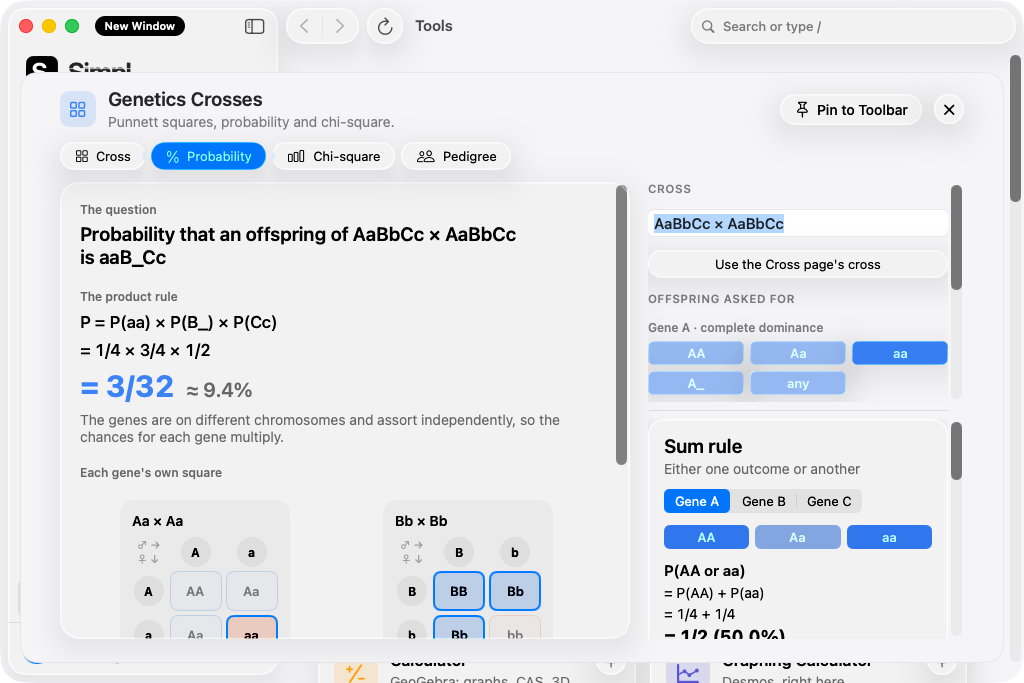 New Window
Tools
Search or type /
Genetics Crosses
Punnett squares, probability and chi-square.
Pin to Toolbar
Cross
% Probability
Chi-square
Pedigree
The question
Probability that an offspring of AaBbCc × AaBbCc
is aaB_Cc
The product rule
P = P(aa) × P(B_) × P(Cc)
= 1/4 × 3/4 × 1/2
= 3/32 ≈ 9.4%
The genes are on different chromosomes and assort independently, so the
chances for each gene multiply.
Each gene's own square
Aa × Aa
♂ → A a
♀ ↓
A AA Aa
a Aa aa
Bb × Bb
♂ → B b
♀ ↓
B BB Bb
b Bb bb
CROSS
AaBbCc × AaBbCc
Use the Cross page's cross
OFFSPRING ASKED FOR
Gene A · complete dominance
AA Aa aa
A_ any
Sum rule
Either one outcome or another
Gene A Gene B Gene C
AA Aa aa
P(AA or aa)
= P(AA) + P(aa)
= 1/4 + 1/4
= 1/2 (50.0%)
Calculator
GeoGebra: graphs, CAS, 3D
Graphing Calculator
Desmos, right here